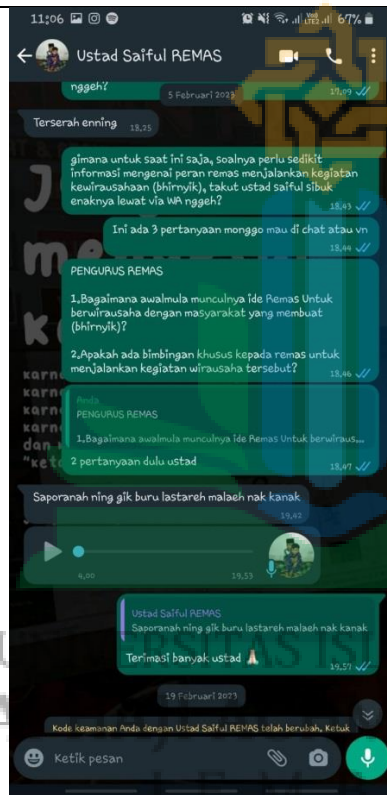 11:06
67%
Ustad Saiful REMAS
nggeh?
17.09
5 Februari 2023
Terserah enning 18.25
gimana untuk saat ini saja, soalnya perlu sedikit
informasi mengenai peran remas menjalankan kegiatan
kewirausahaan (bhirnyik), takut ustad saiful sibuk
enaknya lewat via WA nggeh?
18.43
Ini ada 3 pertanyaan monggo mau di chat atau vn
18.44
PENGURUS REMAS
1.Bagaimana awalmula munculnya ide Remas Untuk
berwirausaha dengan masyarakat yang membuat
(bhirnyik)?
2.Apakah ada bimbingan khusus kepada remas untuk
menjalankan kegiatan wirausaha tersebut?
18.46
Anda
PENGURUS REMAS
1.Bagaimana awalmula munculnya ide Remas Untuk berwiraus...
2 pertanyaan dulu ustad
18.47
Saporanah ning gik buru lastareh malaeh nak kanak
19.42
4.00
19.53
Ustad Saiful REMAS
Saporanah ning gik buru lastareh malaeh nak kanak
Terimasi banyak ustad
19.57
19 Februari 2023
Kode keamanan Anda dengan Ustad Saiful REMAS telah berubah. Ketuk
Ketik pesan